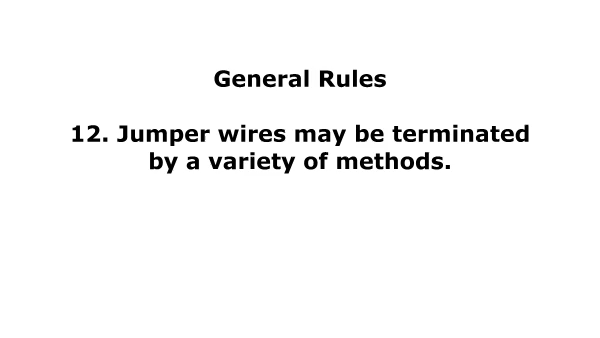 General Rules
12. Jumper wires may be terminated
by a variety of methods.